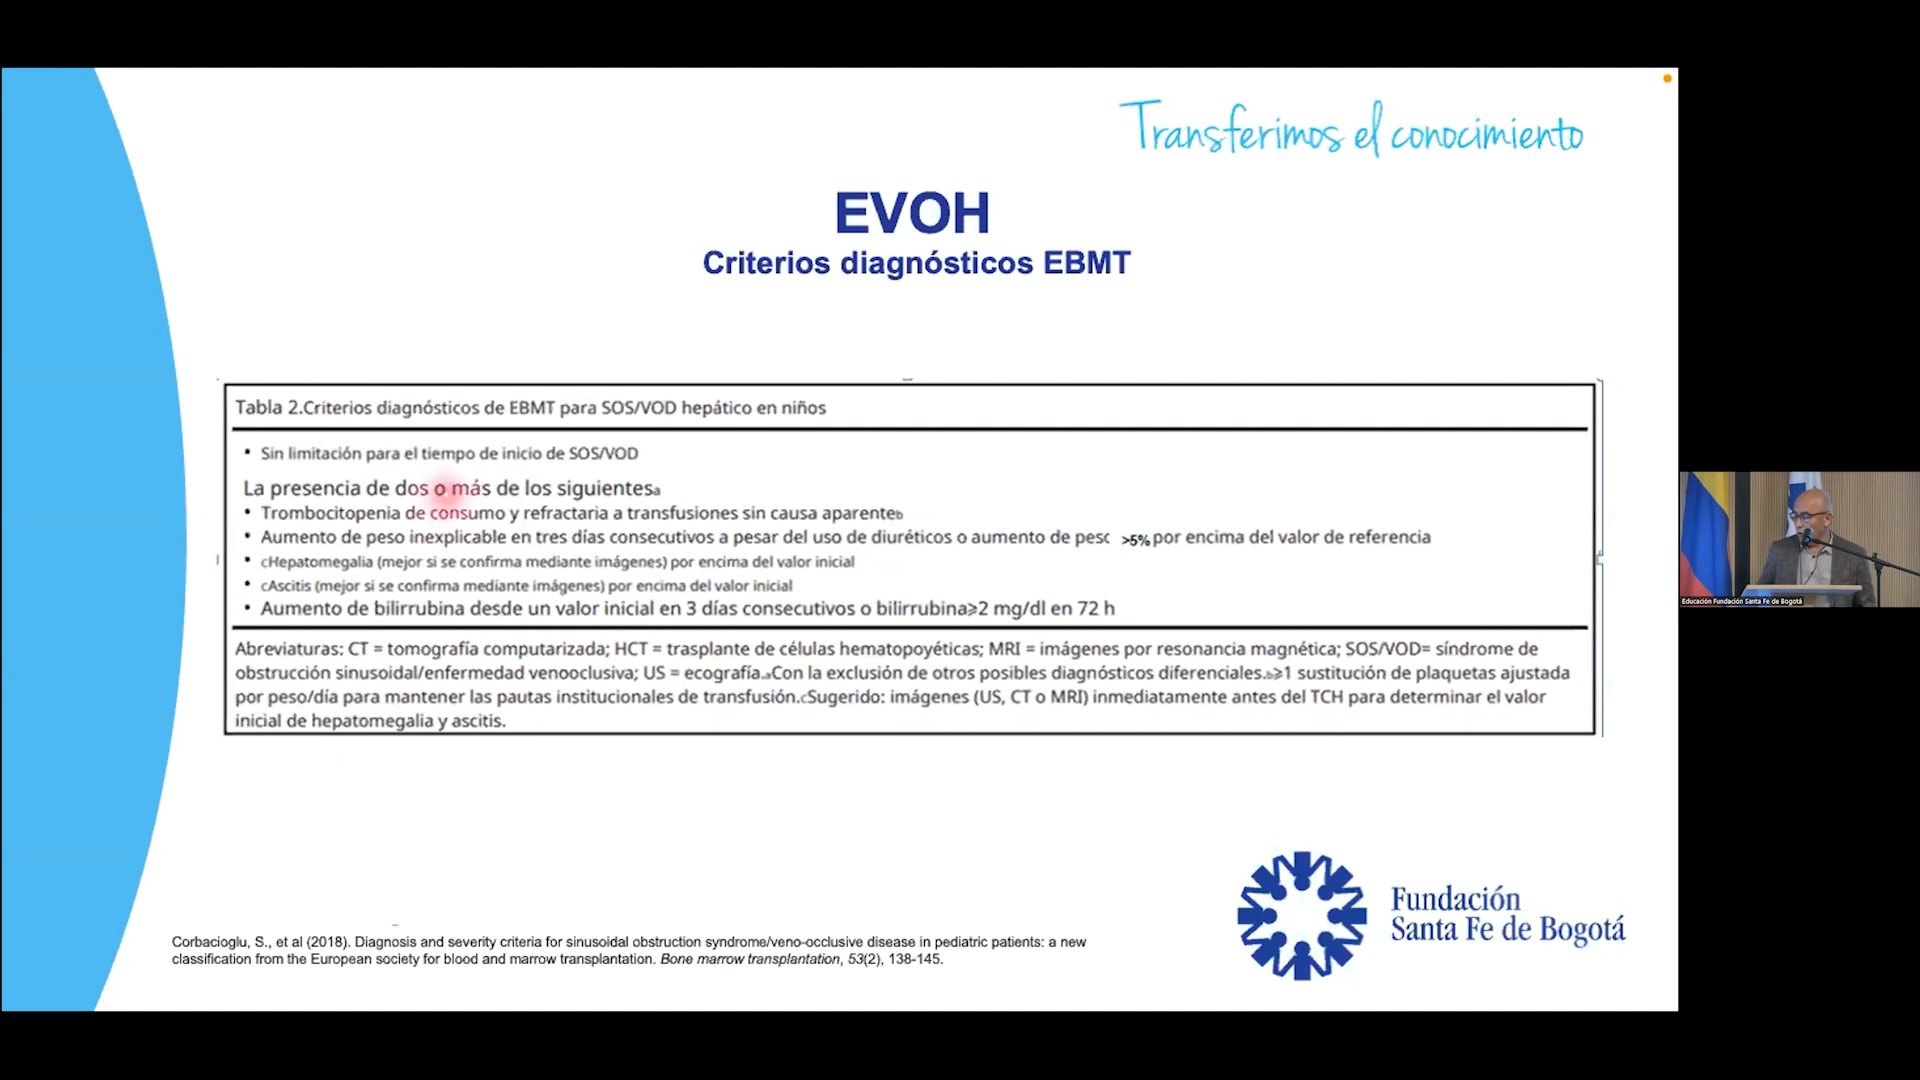 Transferimos el conocimiento
EVOH
Criterios diagnósticos EBMT
Tabla 2.Criterios diagnósticos de EBMT para SOS/VOD hepático en niños
• Sin limitación para el tiempo de inicio de SOS/VOD
La presencia de dos o más de los siguientesa
• Trombocitopenia de consumo y refractaria a transfusiones sin causa aparenteb
• Aumento de peso inexplicable en tres días consecutivos a pesar del uso de diuréticos o aumento de pesc >5% por encima del valor de referencia
• cHepatomegalia (mejor si se confirma mediante imágenes) por encima del valor inicial
• cAscitis (mejor si se confirma mediante imágenes) por encima del valor inicial
• Aumento de bilirrubina desde un valor inicial en 3 días consecutivos o bilirrubina⩾2 mg/dl en 72 h
Abreviaturas: CT = tomografía computarizada; HCT = trasplante de células hematopoyéticas; MRI = imágenes por resonancia magnética; SOS/VOD= síndrome de
obstrucción sinusoidal/enfermedad venooclusiva; US = ecografía.aCon la exclusión de otros posibles diagnósticos diferenciales.b⩾1 sustitución de plaquetas ajustada
por peso/día para mantener las pautas institucionales de transfusión.cSugerido: imágenes (US, CT o MRI) inmediatamente antes del TCH para determinar el valor
inicial de hepatomegalia y ascitis.
Educación Fundación Santa Fe de Bogotá
Fundación
Santa Fe de Bogotá
Corbacioglu, S., et al (2018). Diagnosis and severity criteria for sinusoidal obstruction syndrome/veno-occlusive disease in pediatric patients: a new
classification from the European society for blood and marrow transplantation. Bone marrow transplantation, 53(2), 138-145.